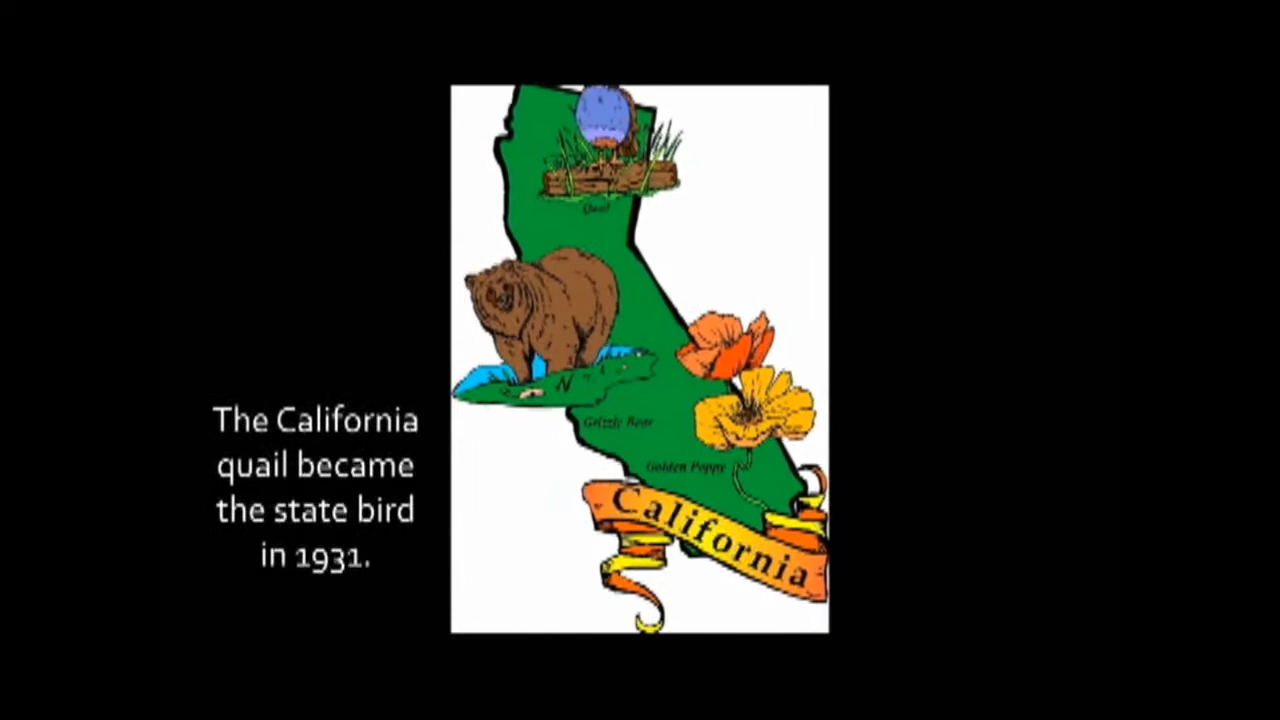 The California
quail became
the state bird
in 1931.
Quail
Grizzly Bear
Golden Poppy
California